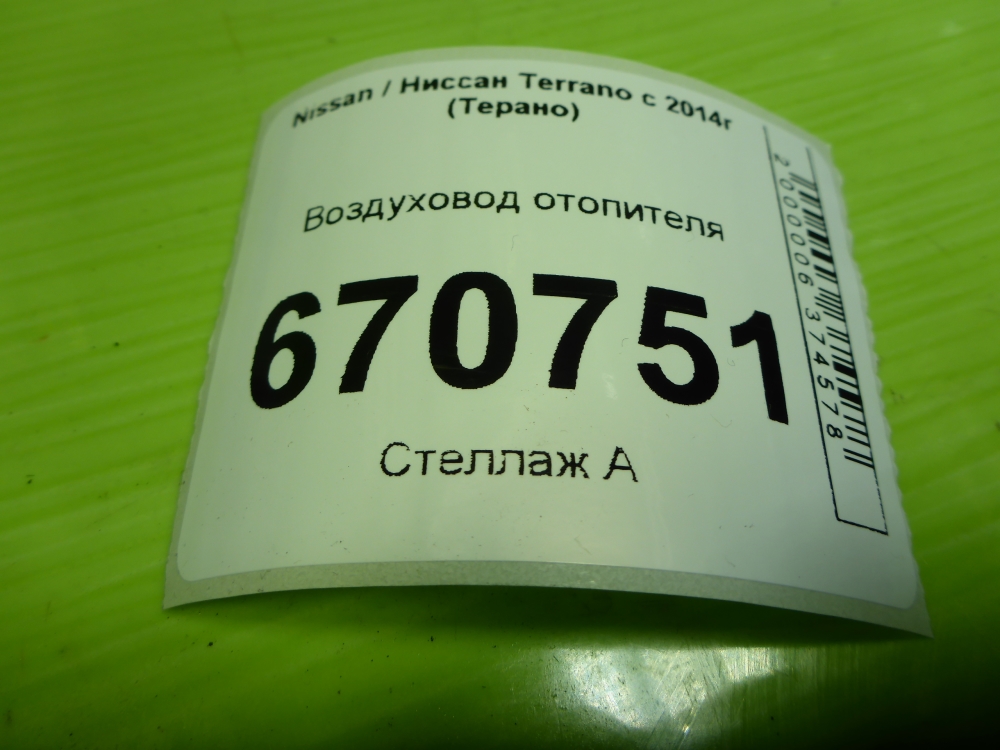 Nissan / Ниссан Terrano с 2014г
(Терано)
Воздуховод отопителя
670751
Стеллаж А
2000006374578